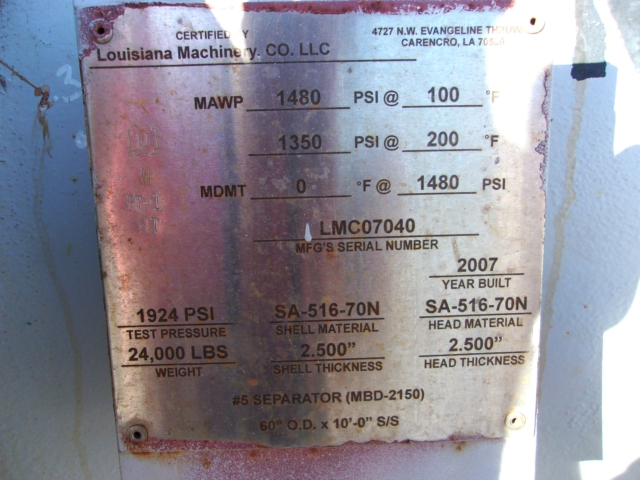 CERTIFIED BY
Louisiana Machinery. CO. LLC
4727 N.W. EVANGELINE
CARENCRO, LA
MAWP 1480 PSI @ 100 °F
1350 PSI @ 200 °F
MDMT 0 °F @ 1480 PSI
LMC07040
MFG'S SERIAL NUMBER
2007
YEAR BUILT
1924 PSI SA-516-70N SA-516-70N
TEST PRESSURE SHELL MATERIAL HEAD MATERIAL
24,000 LBS 2.500" 2.500"
WEIGHT SHELL THICKNESS HEAD THICKNESS
#5 SEPARATOR (MBD-2150)
60" O.D. x 10'-0" S/S